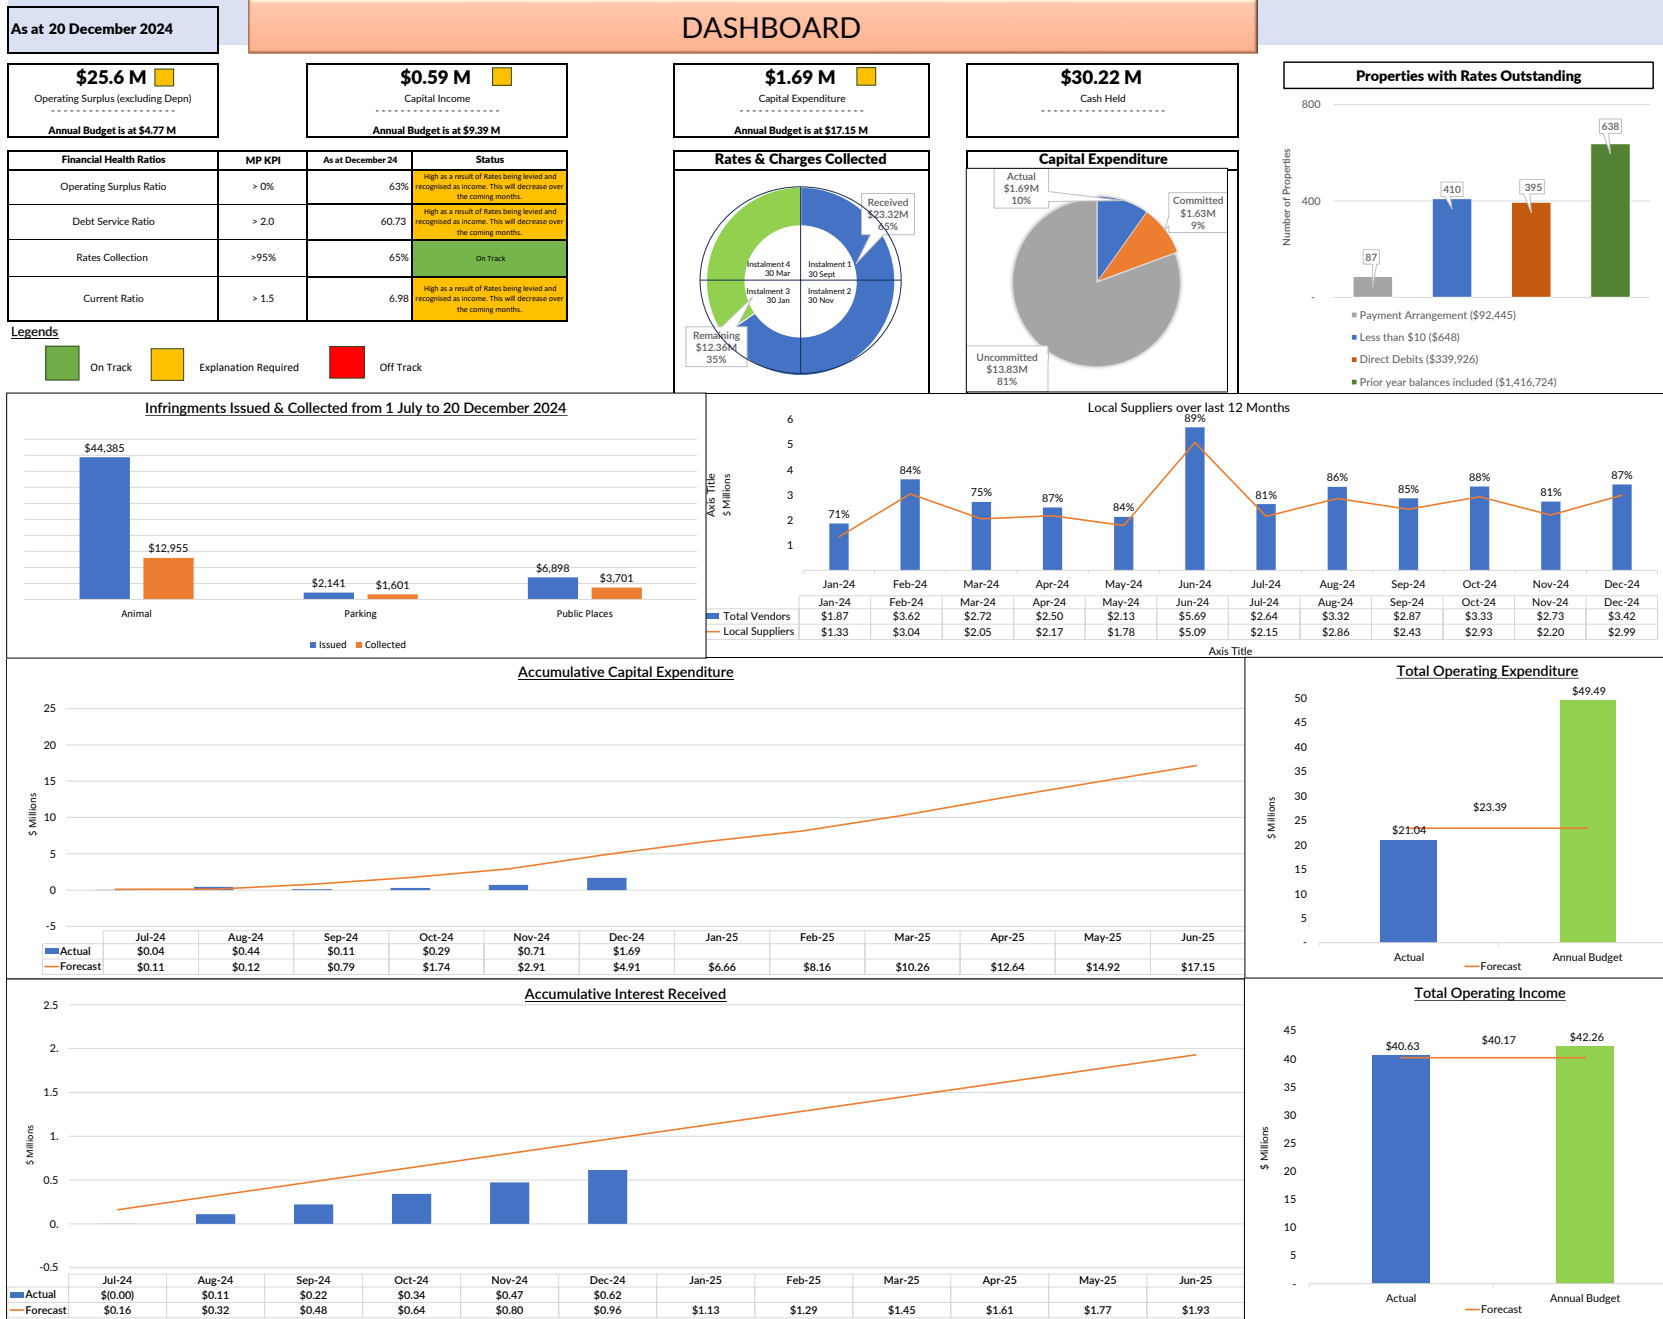 As at 20 December 2024
DASHBOARD
$25.6 M
Operating Surplus (excluding Depn)
Annual Budget is at $4.77 M
$0.59 M
Capital Income
Annual Budget is at $9.39 M
$1.69 M
Capital Expenditure
Annual Budget is at $17.15 M
$30.22 M
Cash Held
Properties with Rates Outstanding
800
400
-
Number of Properties
87
410
395
638
Payment Arrangement ($92,445)
Less than $10 ($648)
Direct Debits ($339,926)
Prior year balances included ($1,416,724)
Financial Health Ratios MP KPI As at December 24 Status
Operating Surplus Ratio > 0% 63% High as a result of Rates being levied and
recognised as income. This will decrease over
the coming months.
Debt Service Ratio > 2.0 60.73 High as a result of Rates being levied and
recognised as income. This will decrease over
the coming months.
Rates Collection >95% 65% On Track
Current Ratio > 1.5 6.98 High as a result of Rates being levied and
recognised as income. This will decrease over
the coming months.
Legends
On Track
Explanation Required
Off Track
Rates & Charges Collected
Received
$23.32M
65%
Instalment 4
30 Mar
Instalment 1
30 Sept
Instalment 3
30 Jan
Instalment 2
30 Nov
Remaining
$12.36M
35%
Capital Expenditure
Actual
$1.69M
10%
Committed
$1.63M
9%
Uncommitted
$13.83M
81%
Infringments Issued & Collected from 1 July to 20 December 2024
$44,385
$12,955
$2,141
$1,601
$6,898
$3,701
Animal Parking Public Places
Issued Collected
Local Suppliers over last 12 Months
Axis Title
$ Millions
6
5
4
3
2
1
71% 84% 75% 87% 84% 89% 81% 86% 85% 88% 81% 87%
Jan-24 Feb-24 Mar-24 Apr-24 May-24 Jun-24 Jul-24 Aug-24 Sep-24 Oct-24 Nov-24 Dec-24
Jan-24 Feb-24 Mar-24 Apr-24 May-24 Jun-24 Jul-24 Aug-24 Sep-24 Oct-24 Nov-24 Dec-24
Total Vendors $1.87 $3.62 $2.72 $2.50 $2.13 $5.69 $2.64 $3.32 $2.87 $3.33 $2.73 $3.42
Local Suppliers $1.33 $3.04 $2.05 $2.17 $1.78 $5.09 $2.15 $2.86 $2.43 $2.93 $2.20 $2.99
Axis Title
Accumulative Capital Expenditure
$ Millions
25
20
15
10
5
0
-5
Jul-24 Aug-24 Sep-24 Oct-24 Nov-24 Dec-24 Jan-25 Feb-25 Mar-25 Apr-25 May-25 Jun-25
Actual $0.04 $0.44 $0.11 $0.29 $0.71 $1.69
Forecast $0.11 $0.12 $0.79 $1.74 $2.91 $4.91 $6.66 $8.16 $10.26 $12.64 $14.92 $17.15
Total Operating Expenditure
$ Millions
50
45
40
35
30
25
20
15
10
5
-
$21.04
$23.39
$49.49
Actual Annual Budget
Forecast
Accumulative Interest Received
$ Millions
2.5
2.
1.5
1.
0.5
0.
-0.5
Jul-24 Aug-24 Sep-24 Oct-24 Nov-24 Dec-24 Jan-25 Feb-25 Mar-25 Apr-25 May-25 Jun-25
Actual $(0.00) $0.11 $0.22 $0.34 $0.47 $0.62
Forecast $0.16 $0.32 $0.48 $0.64 $0.80 $0.96 $1.13 $1.29 $1.45 $1.61 $1.77 $1.93
Total Operating Income
$ Millions
45
40
35
30
25
20
15
10
5
-
$40.63
$40.17
$42.26
Actual Annual Budget
Forecast